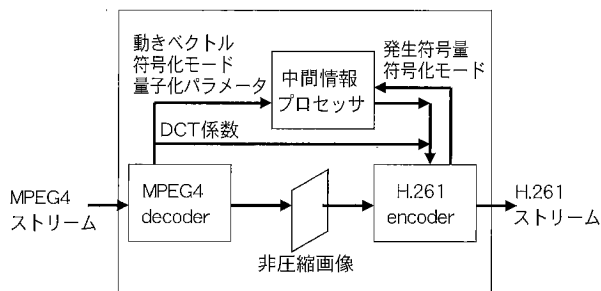 動きベクトル
符号化モード
量子化パラメータ
中間情報
プロセッサ
発生符号量
符号化モード
DCT係数
MPEG4
ストリーム
MPEG4
decoder
非圧縮画像
H.261
encoder
H.261
ストリーム